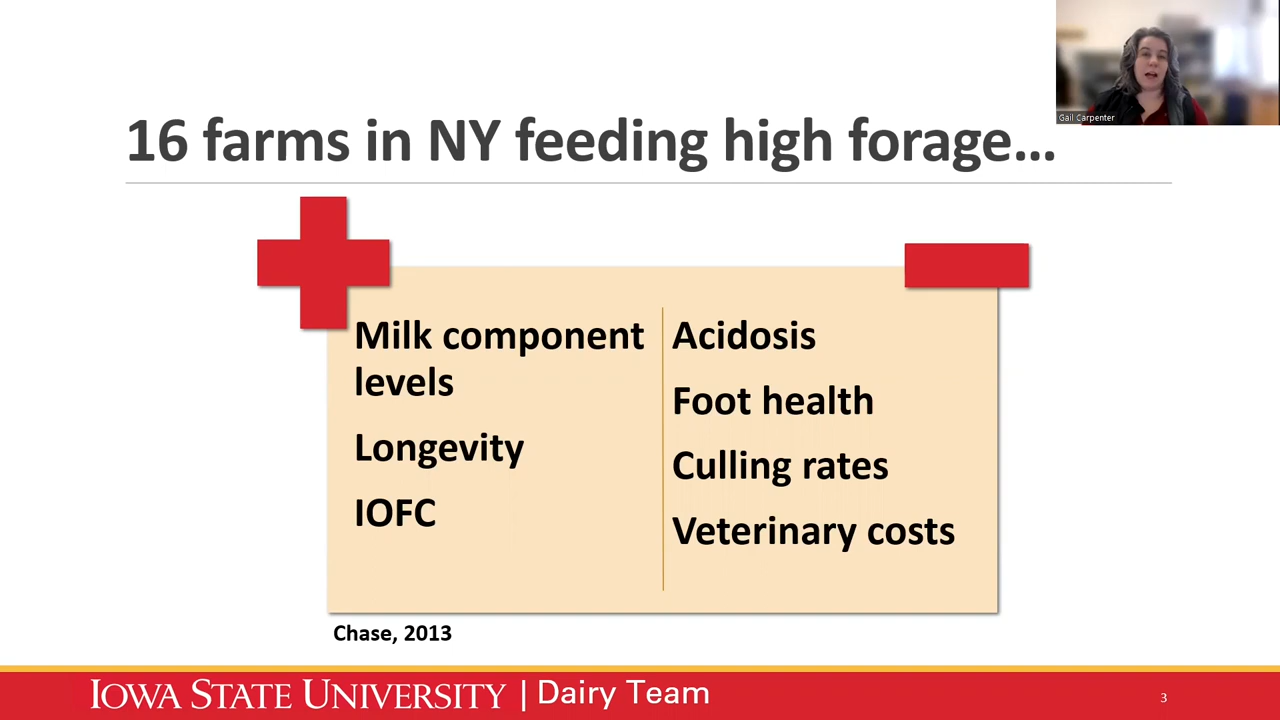 Gail Carpenter
16 farms in NY feeding high forage...
Milk component
levels
Longevity
IOFC
Acidosis
Foot health
Culling rates
Veterinary costs
Chase, 2013
IOWA STATE UNIVERSITY | Dairy Team
3